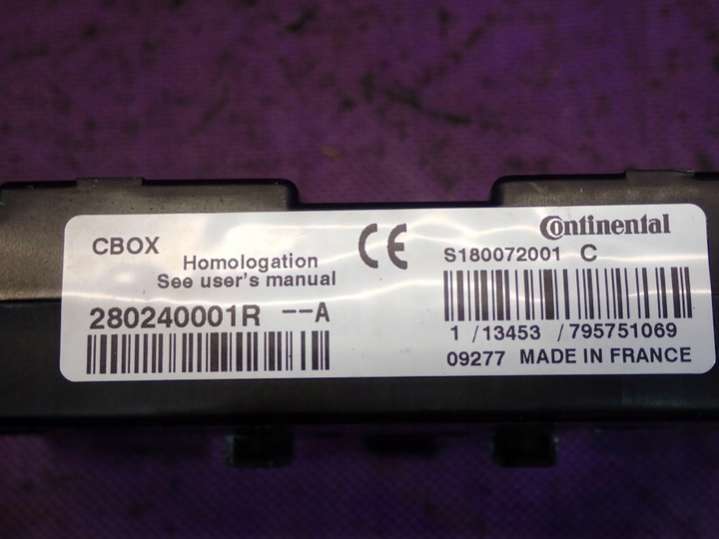 CBOX
Homologation
See user's manual
280240001R --A
CE
Continental
S180072001 C
1 /13453 /795751069
09277 MADE IN FRANCE